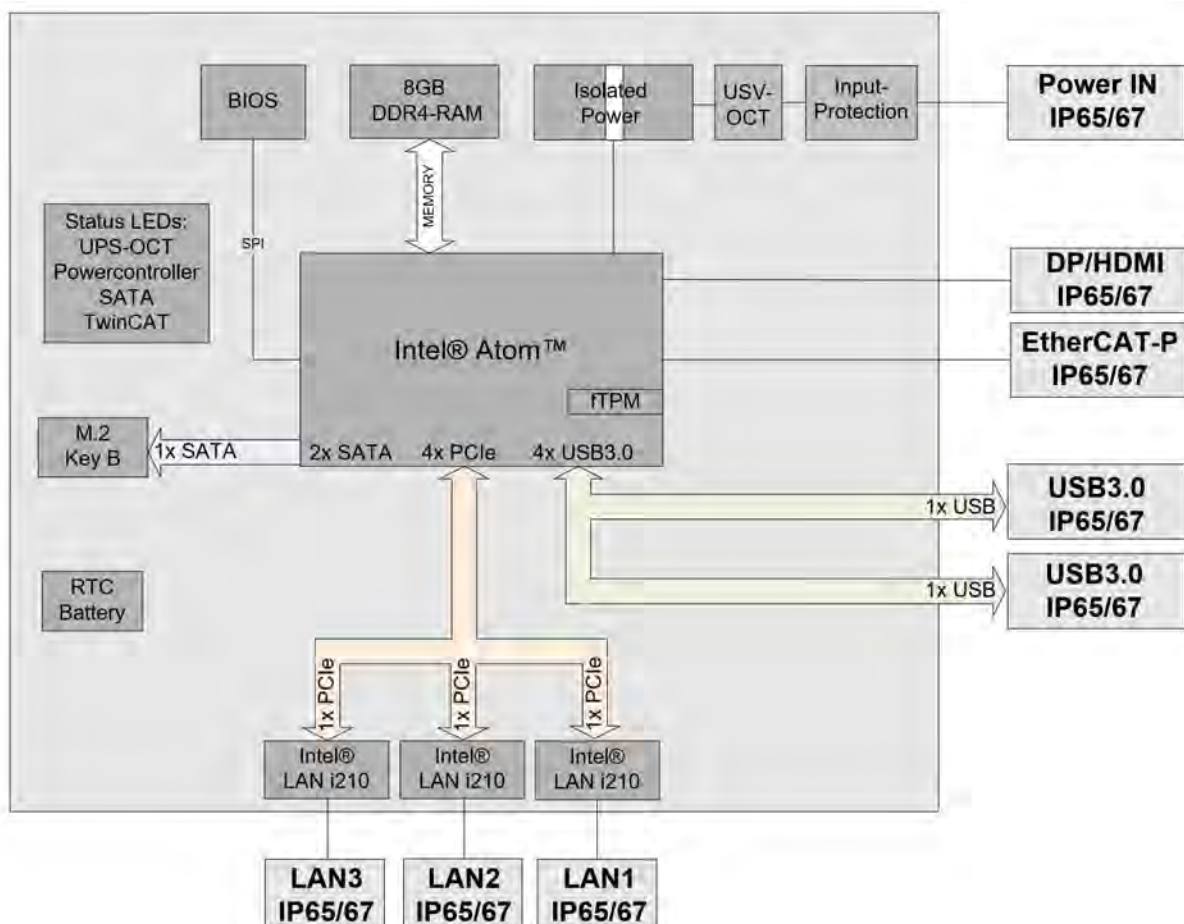 BIOS
8GB
DDR4-RAM
Isolated
Power
USV-
OCT
Input-
Protection
Power IN
IP65/67
MEMORY
SPI
Status LEDs:
UPS-OCT
Powercontroller
SATA
TwinCAT
Intel® Atom™
fTPM
DP/HDMI
IP65/67
EtherCAT-P
IP65/67
M.2
Key B
1x SATA
2x SATA
4x PCIe
4x USB3.0
1x USB
USB3.0
IP65/67
1x USB
USB3.0
IP65/67
RTC
Battery
1x PCIe
1x PCIe
1x PCIe
Intel®
LAN i210
Intel®
LAN i210
Intel®
LAN i210
LAN3
IP65/67
LAN2
IP65/67
LAN1
IP65/67